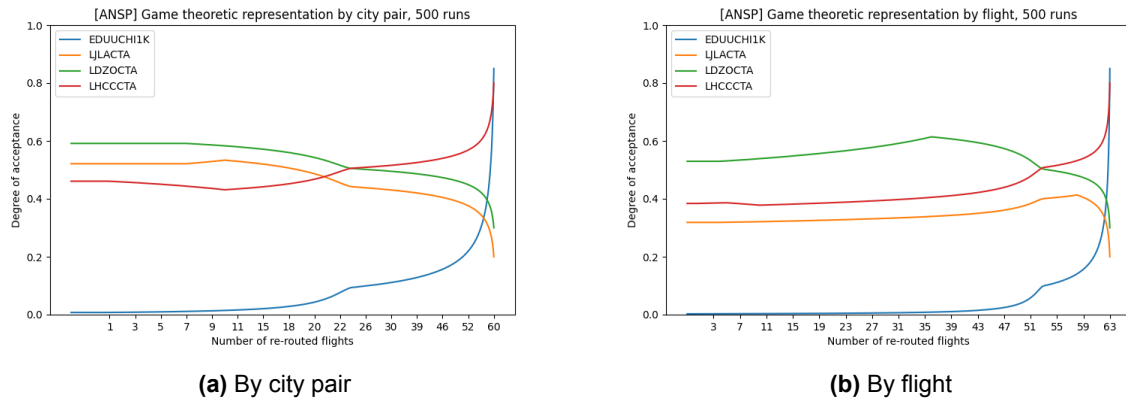 [ANSP] Game theoretic representation by city pair, 500 runs
1.0
0.8
0.6
0.4
0.2
0.0
Degree of acceptance
EDUUCHI1K
LJLACTA
LDZOCTA
LHCCCTA
1 3 5 7 9 11 15 18 20 22 26 30 39 46 52 60
Number of re-routed flights
(a) By city pair
[ANSP] Game theoretic representation by flight, 500 runs
1.0
0.8
0.6
0.4
0.2
0.0
Degree of acceptance
EDUUCHI1K
LJLACTA
LDZOCTA
LHCCCTA
3 7 11 15 19 23 27 31 35 39 43 47 51 55 59 63
Number of re-routed flights
(b) By flight